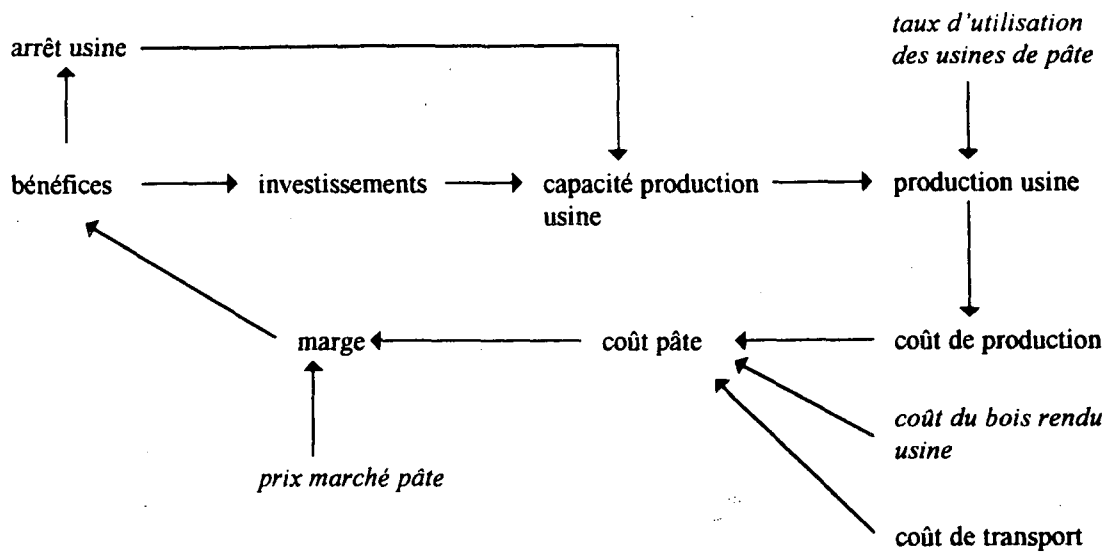 taux d'utilisation
des usines de pâte
arrêt usine
bénéfices
investissements
capacité production
usine
production usine
marge
coût pâte
coût de production
coût du bois rendu
usine
prix marché pâte
coût de transport